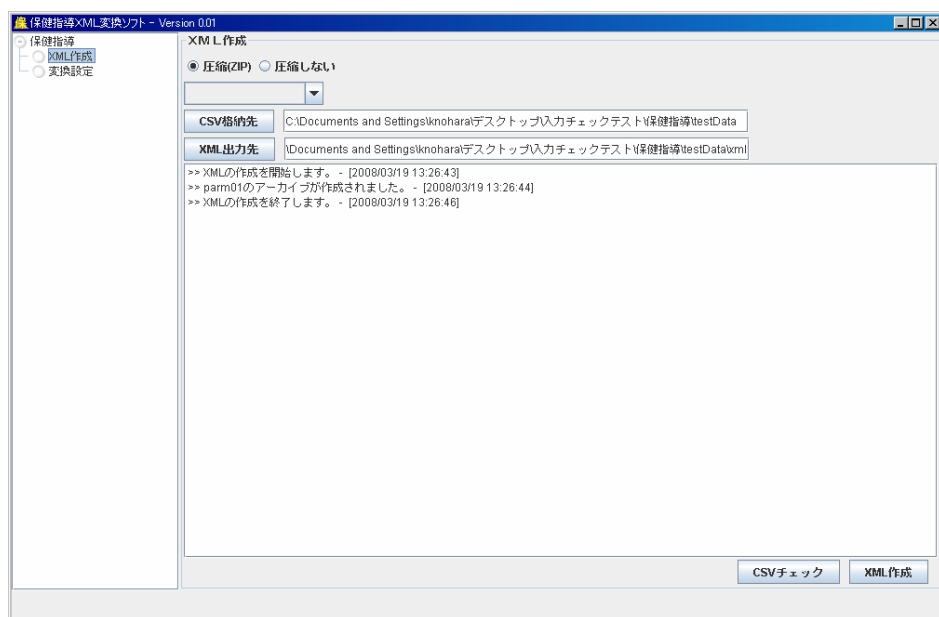 保健指導XML変換ソフト - Version 0.01
保健指導
XML作成
変換設定
XML作成
圧縮(ZIP) 圧縮しない
CSV格納先 C:\Documents and Settings\knohara\デスクトップ\入力チェックテスト\保健指導\testData
XML出力先 \Documents and Settings\knohara\デスクトップ\入力チェックテスト\保健指導\testData\xml
>> XMLの作成を開始します。 - [2008/03/19 13:26:43]
>> parm01のアーカイブが作成されました。 - [2008/03/19 13:26:44]
>> XMLの作成を終了します。 - [2008/03/19 13:26:46]
CSVチェック XML作成